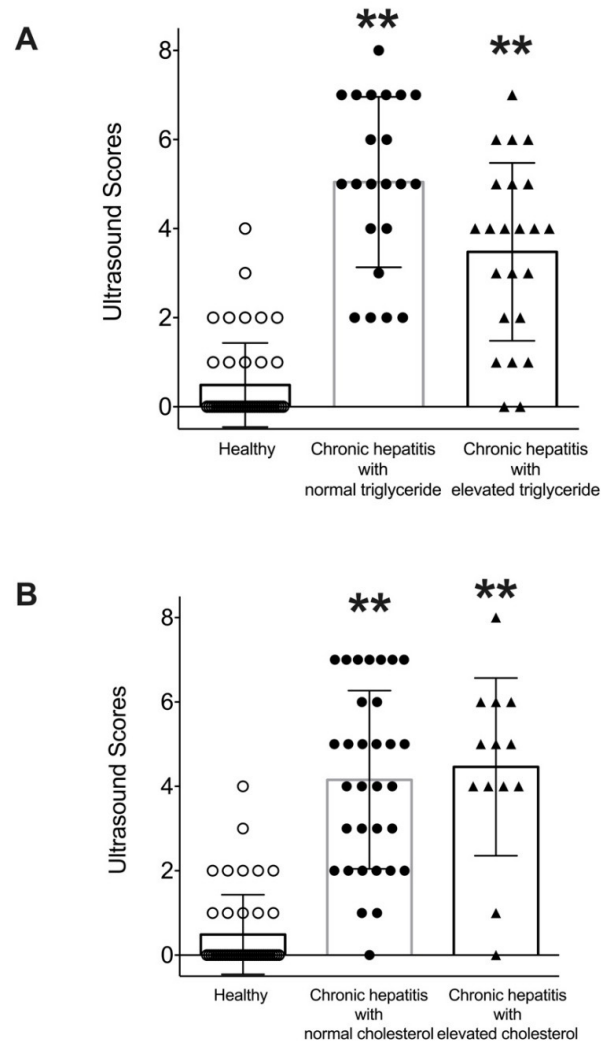 A
**
**
8
6
4
2
0
Ultrasound Scores
Healthy
Chronic hepatitis
with
normal triglyceride
Chronic hepatitis
with
elevated triglyceride
B
**
**
8
6
4
2
0
Ultrasound Scores
Healthy
Chronic hepatitis
with
normal cholesterol
Chronic hepatitis
with
elevated cholesterol